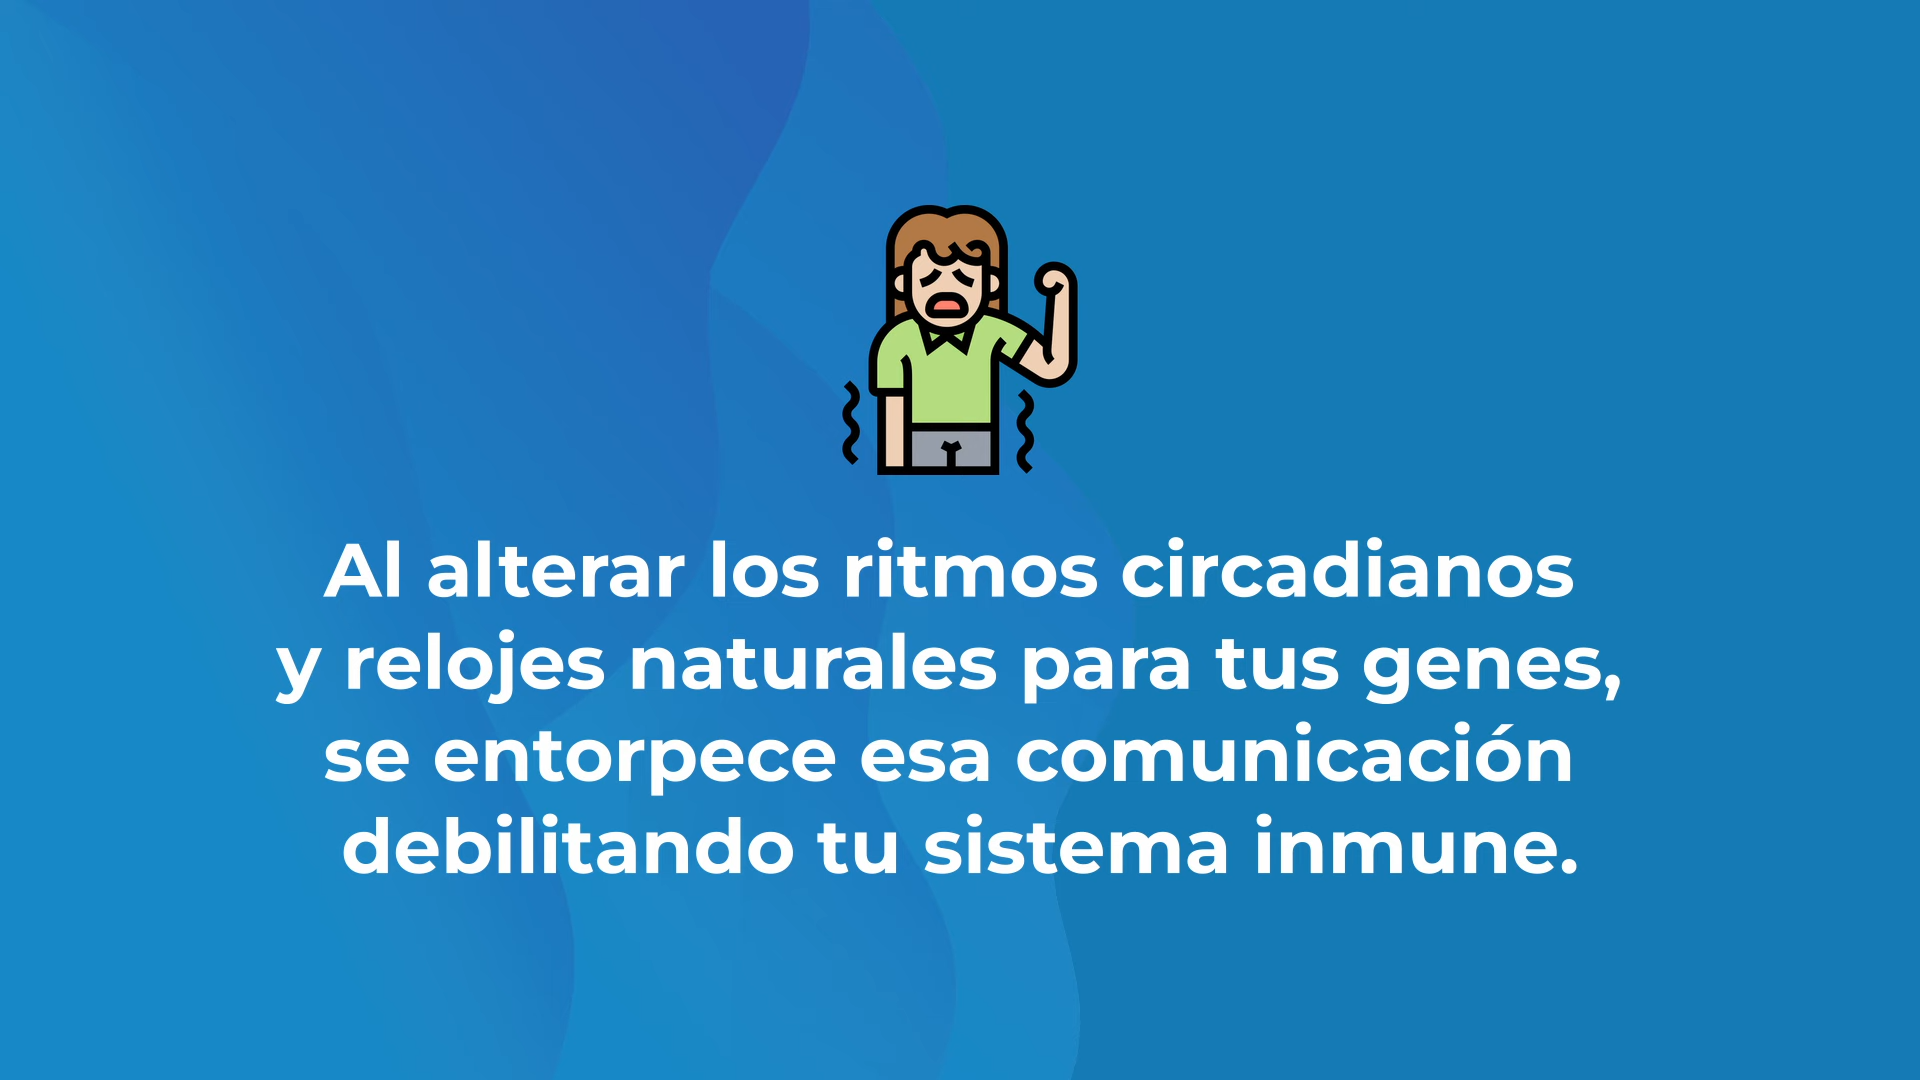 Al alterar los ritmos circadianos
y relojes naturales para tus genes,
se entorpece esa comunicación
debilitando tu sistema inmune.